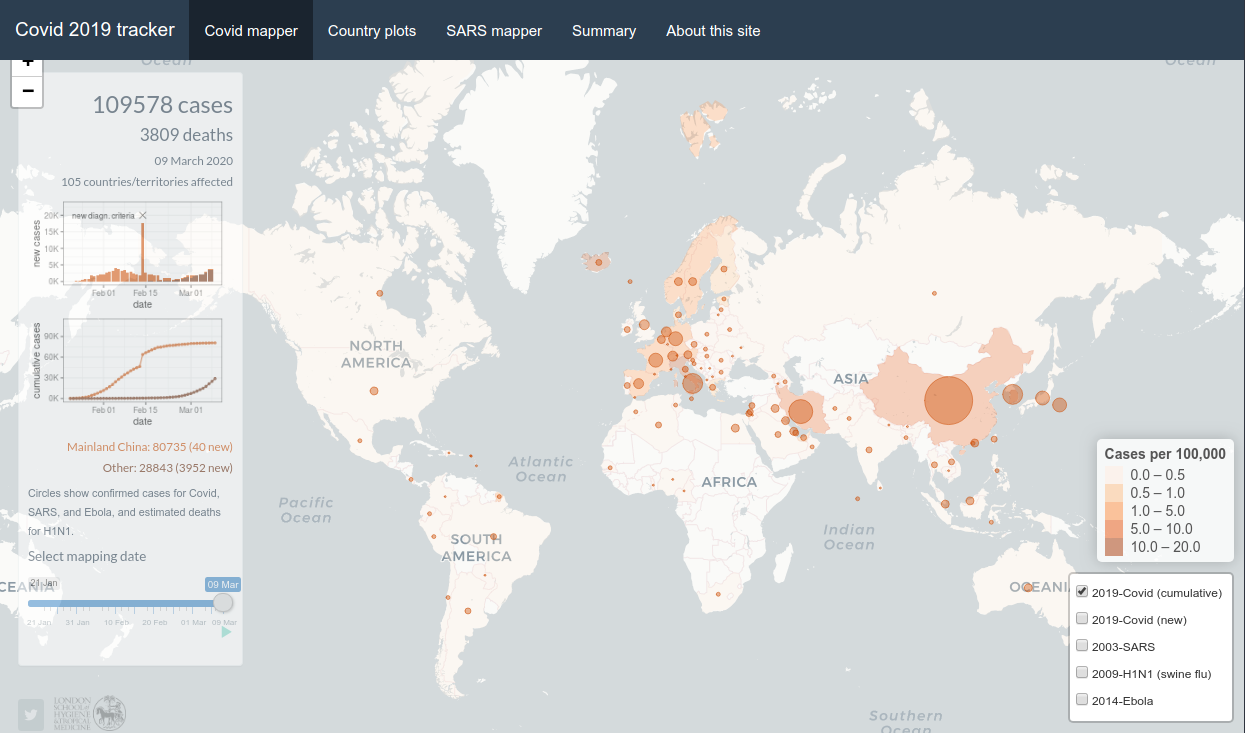 Covid 2019 tracker
Covid mapper
Country plots
SARS mapper
Summary
About this site
Ocean
Ocean
+
−
109578 cases
3809 deaths
09 March 2020
105 countries/territories affected
new diagn. criteria
20K
15K
10K
5K
0K
new cases
Feb 01
Feb 15
Mar 01
date
90K
60K
30K
0K
cumulative cases
Feb 01
Feb 15
Mar 01
date
Mainland China: 80735 (40 new)
Other: 28843 (3952 new)
Circles show confirmed cases for Covid,
SARS, and Ebola, and estimated deaths
for H1N1.
Select mapping date
21 Jan
09 Mar
21 Jan
31 Jan
10 Feb
20 Feb
01 Mar
09 Mar
LONDON
SCHOOL of
HYGIENE
& TROPICAL
MEDICINE
NORTH
AMERICA
Atlantic
Ocean
Pacific
Ocean
SOUTH
AMERICA
AFRICA
ASIA
Indian
Ocean
OCEANI
CEANIA
Southern
Ocean
Cases per 100,000
0.0 – 0.5
0.5 – 1.0
1.0 – 5.0
5.0 – 10.0
10.0 – 20.0
2019-Covid (cumulative)
2019-Covid (new)
2003-SARS
2009-H1N1 (swine flu)
2014-Ebola